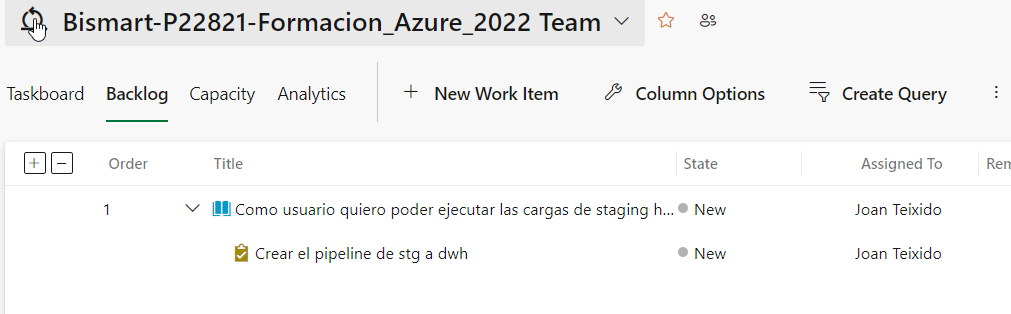 Bismart-P22821-Formacion_Azure_2022 Team
Taskboard Backlog Capacity Analytics + New Work Item Column Options Create Query
Order Title State Assigned To Rem
1 Como usuario quiero poder ejecutar las cargas de staging h... New Joan Teixido
Crear el pipeline de stg a dwh New Joan Teixido